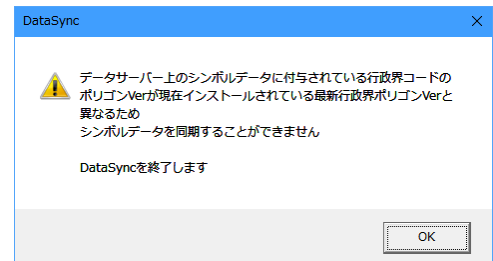 DataSync
データサーバー上のシンボルデータに付与されている行政界コードの
ポリゴンVerが現在インストールされている最新行政界ポリゴンVerと
異なるため
シンボルデータを同期することができません
DataSyncを終了します
OK